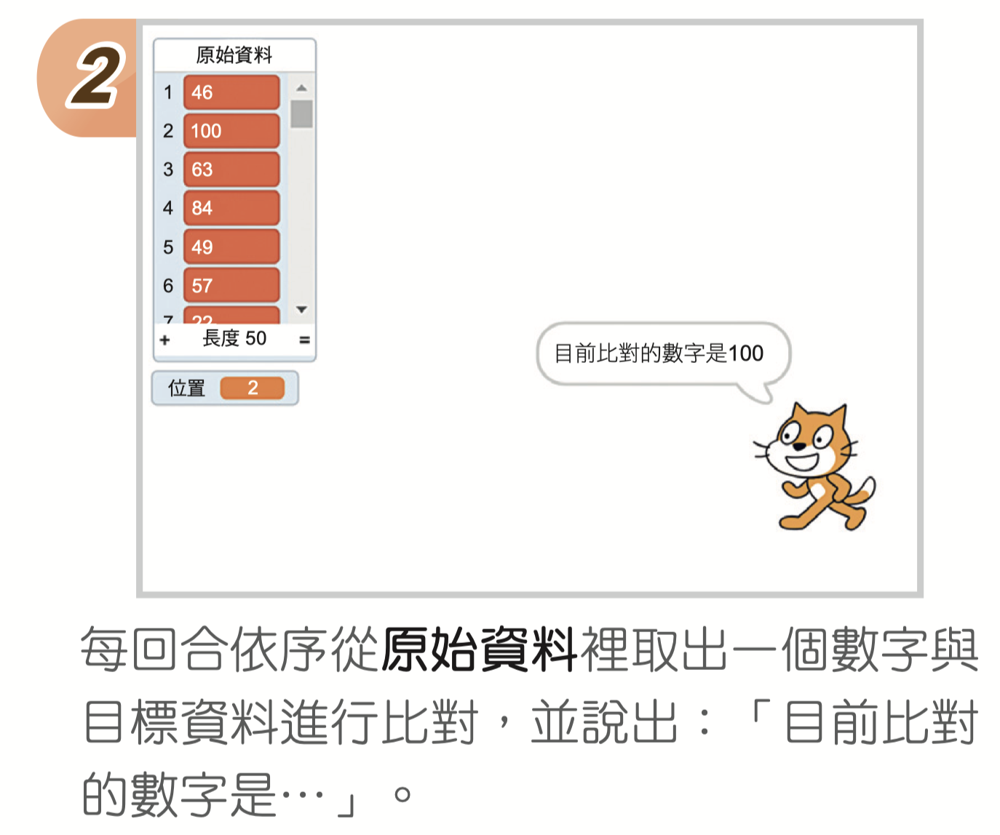 2
原始資料
1 46
2 100
3 63
4 84
5 49
6 57
7 22
+ 長度 50 =
位置 2
目前比對的數字是100
每回合依序從原始資料裡取出一個數字與
目標資料進行比對，並說出：「目前比對
的數字是…」。